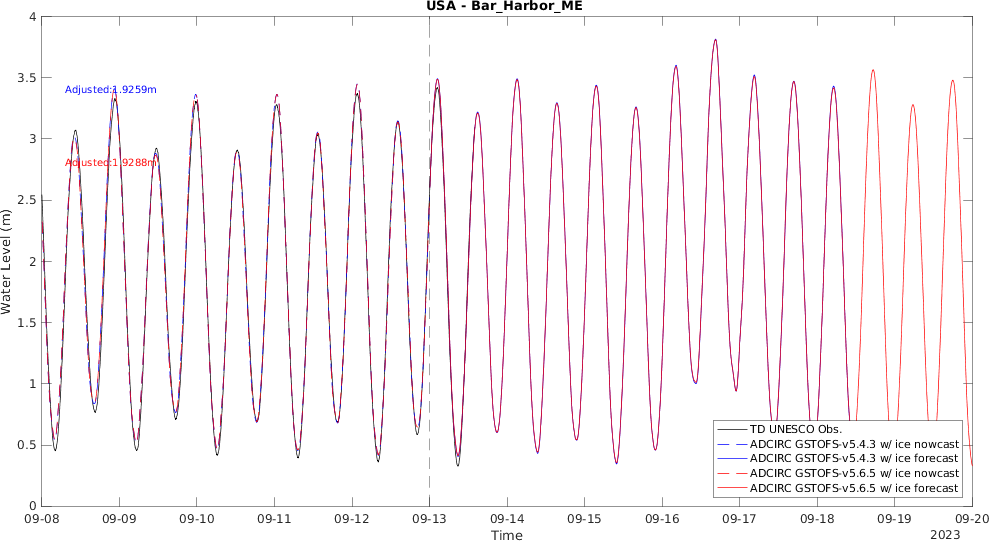 USA - Bar_Harbor_ME
4
3.5
3
2.5
2
1.5
1
0.5
0
Water Level (m)
Adjusted:1.9259m
Adjusted:1.9288m
TD UNESCO Obs.
ADCIRC GSTOFS-v5.4.3 w/ ice nowcast
ADCIRC GSTOFS-v5.4.3 w/ ice forecast
ADCIRC GSTOFS-v5.6.5 w/ ice nowcast
ADCIRC GSTOFS-v5.6.5 w/ ice forecast
09-08 09-09 09-10 09-11 09-12 09-13 09-14 09-15 09-16 09-17 09-18 09-19 09-20
Time
2023